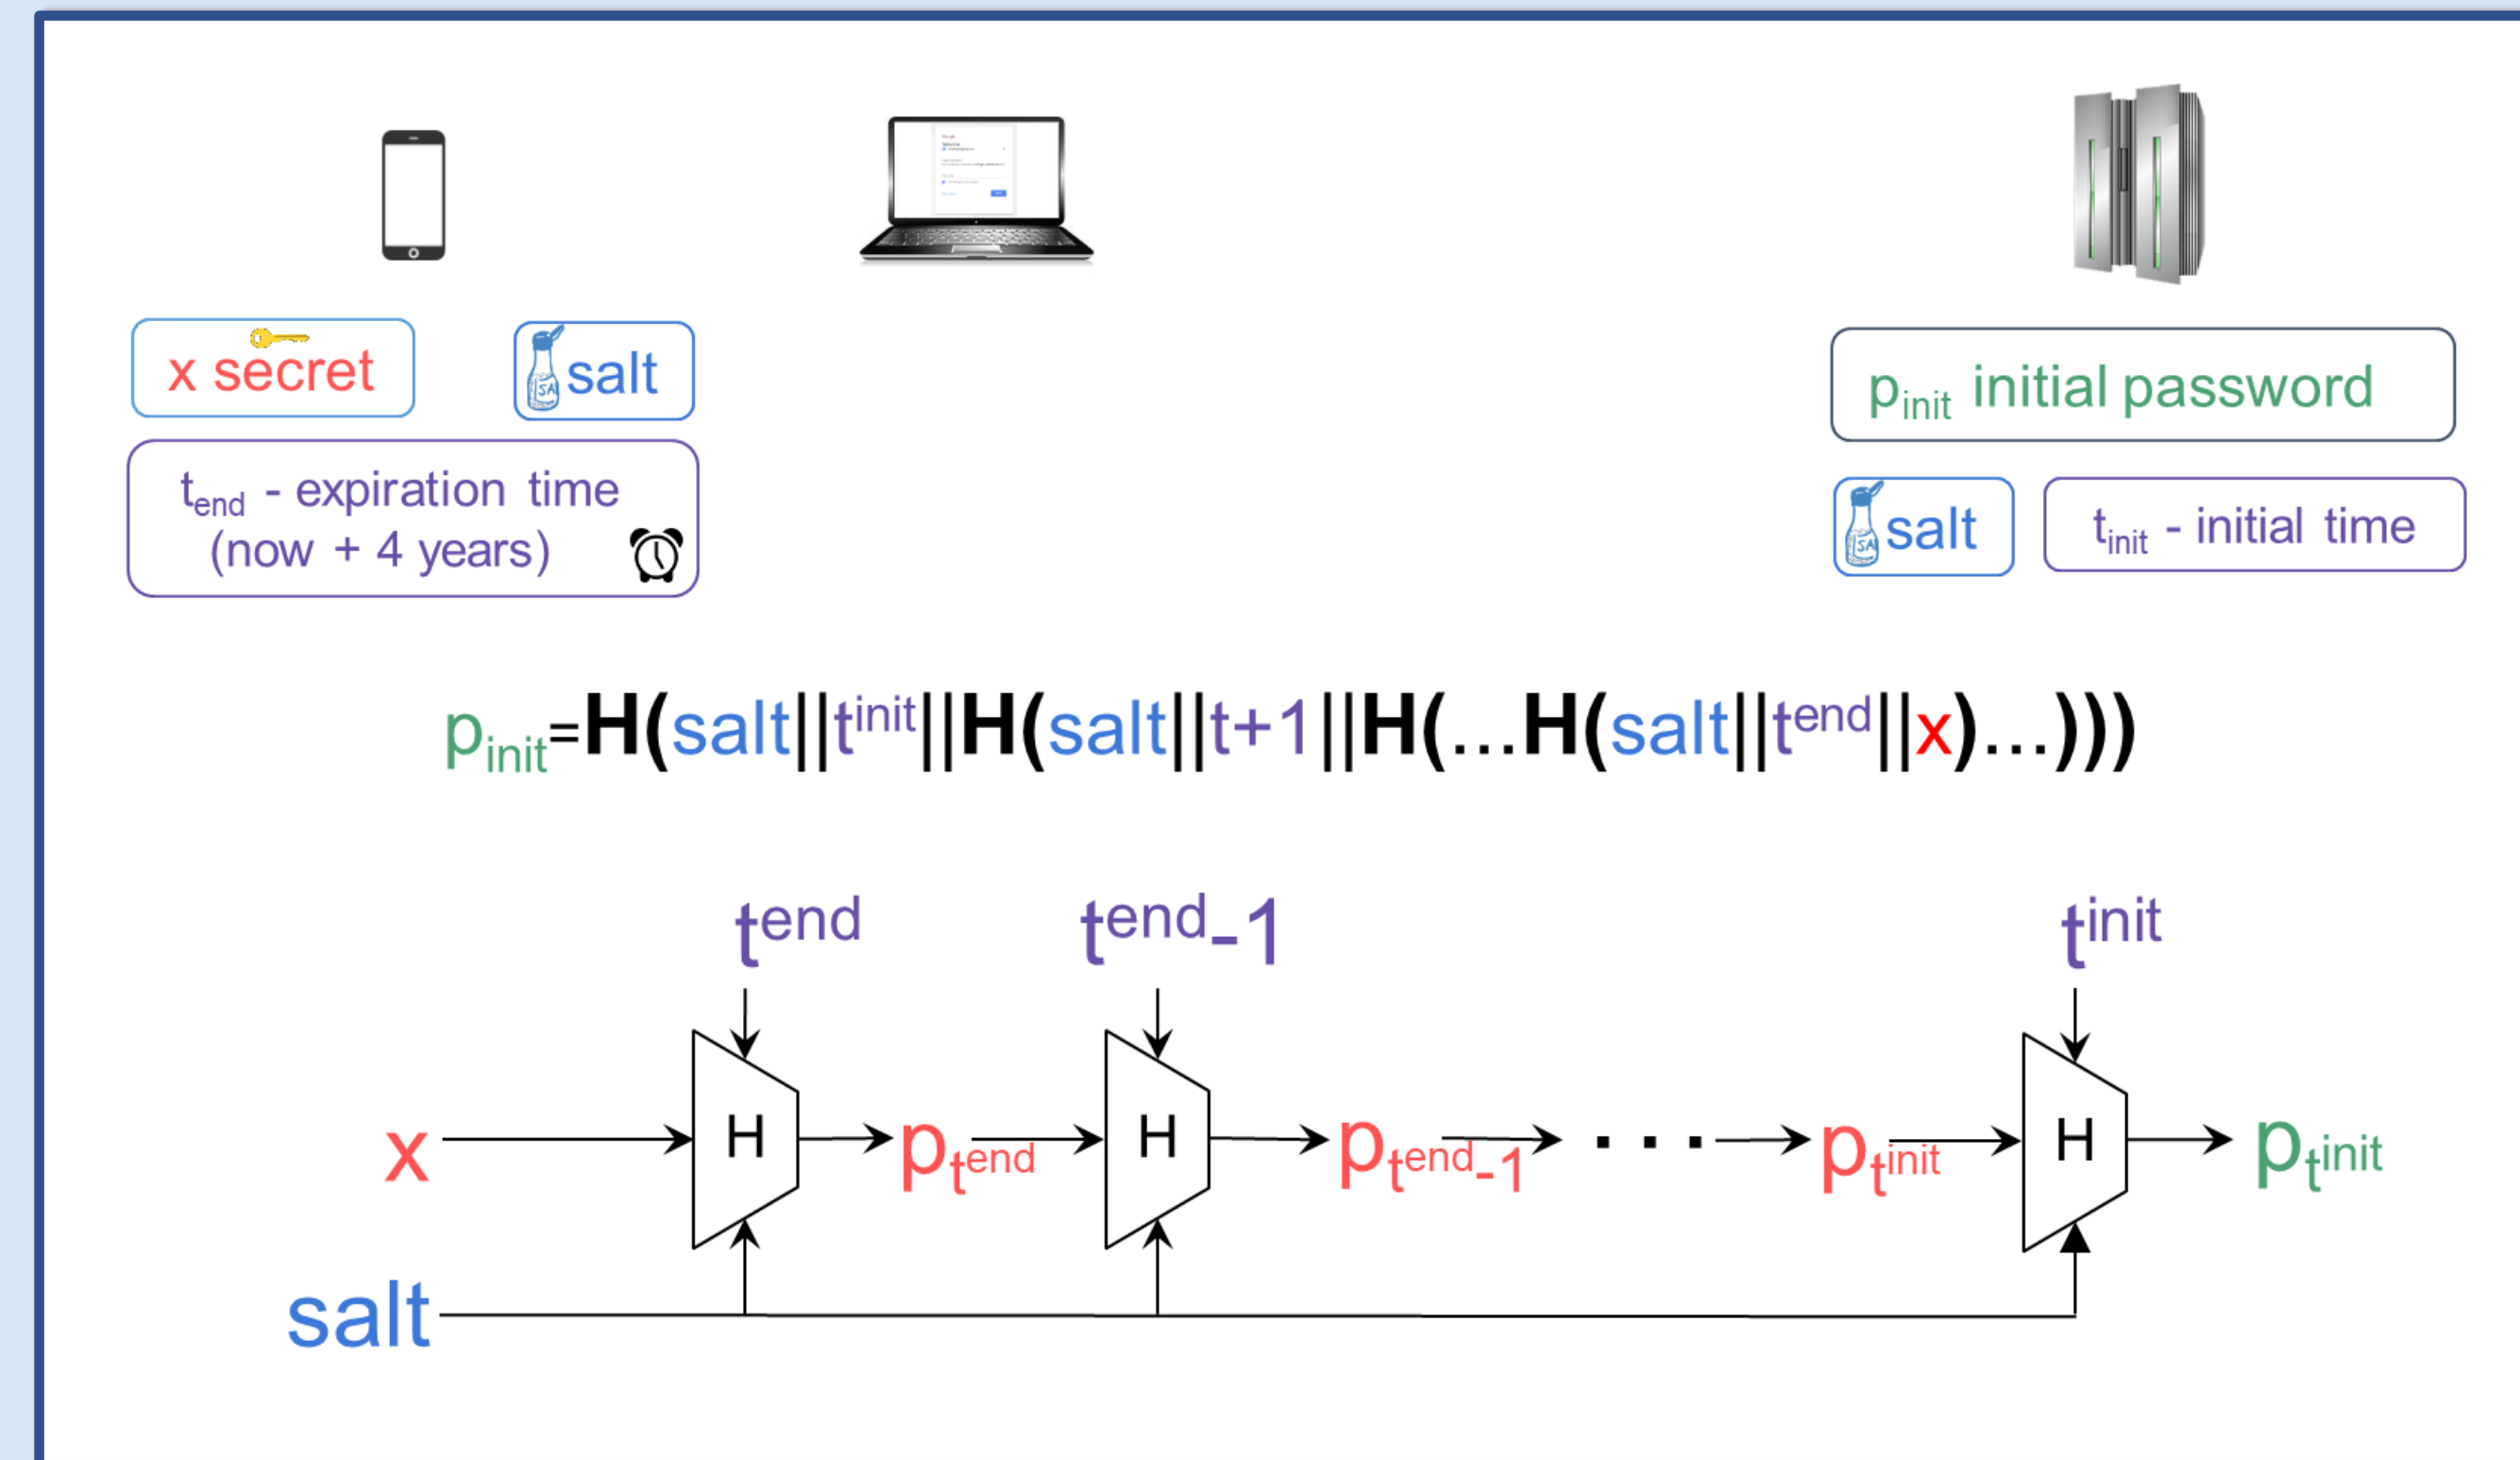 x secret
salt
t_end - expiration time
(now + 4 years)
p_init initial password
salt
t_init - initial time
p_init=H(salt||t^init||H(salt||t+1||H(...H(salt||t^end||x)...)))
t^end
t^end-1
t^init
x
H
p_t^end
H
p_t^end-1
. . .
p_t^init
H
p_t^init
salt